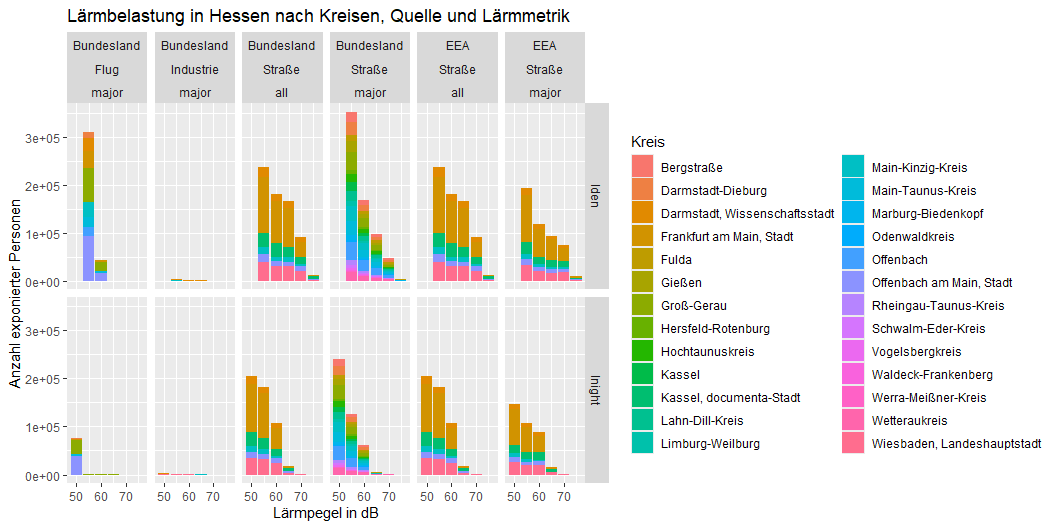 Lärmbelastung in Hessen nach Kreisen, Quelle und Lärmmetrik
Bundesland Bundesland Bundesland Bundesland EEA EEA
Flug Industrie Straße Straße Straße Straße
major major all major all major
3e+05
2e+05
1e+05
0e+00
lden
3e+05
2e+05
1e+05
0e+00
lnight
50 60 70 50 60 70 50 60 70 50 60 70 50 60 70 50 60 70
Anzahl exponierter Personen
Lärmpegel in dB
Kreis
Bergstraße
Darmstadt-Dieburg
Darmstadt, Wissenschaftsstadt
Frankfurt am Main, Stadt
Fulda
Gießen
Groß-Gerau
Hersfeld-Rotenburg
Hochtaunuskreis
Kassel
Kassel, documenta-Stadt
Lahn-Dill-Kreis
Limburg-Weilburg
Main-Kinzig-Kreis
Main-Taunus-Kreis
Marburg-Biedenkopf
Odenwaldkreis
Offenbach
Offenbach am Main, Stadt
Rheingau-Taunus-Kreis
Schwalm-Eder-Kreis
Vogelsbergkreis
Waldeck-Frankenberg
Werra-Meißner-Kreis
Wetteraukreis
Wiesbaden, Landeshauptstadt